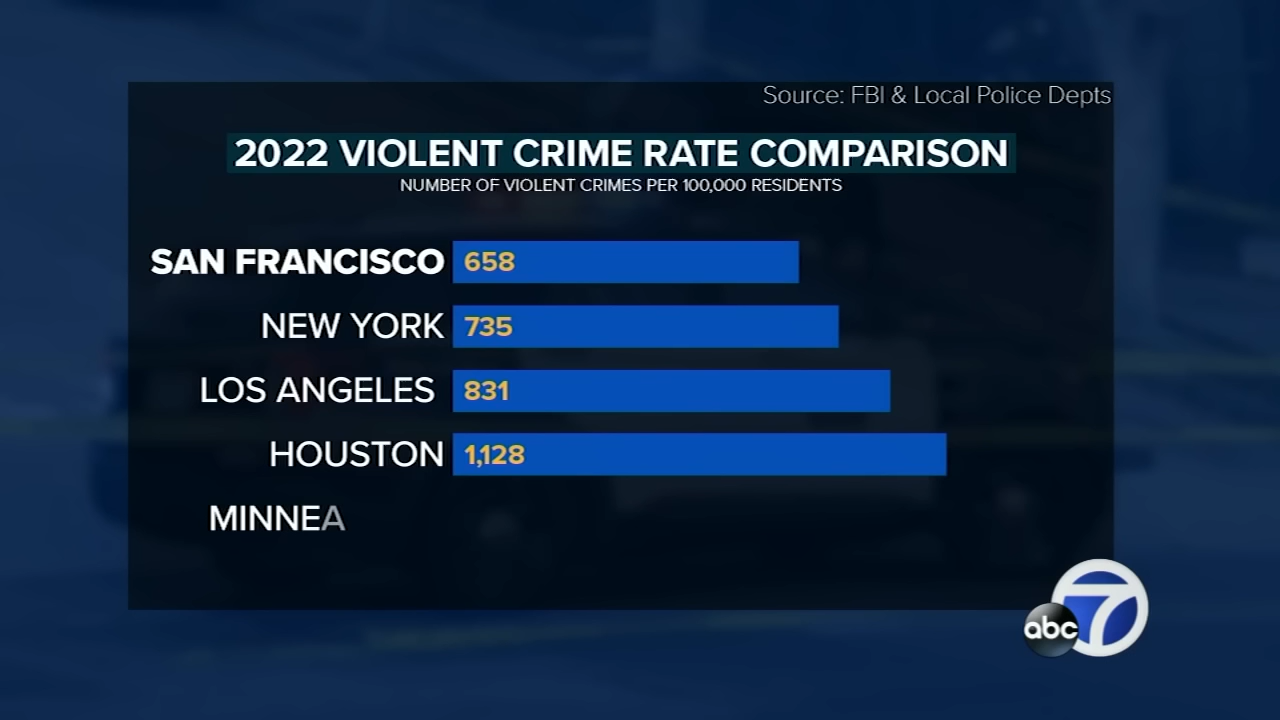 Source: FBI & Local Police Depts
2022 VIOLENT CRIME RATE COMPARISON
NUMBER OF VIOLENT CRIMES PER 100,000 RESIDENTS
SAN FRANCISCO 658
NEW YORK 735
LOS ANGELES 831
HOUSTON 1,128
MINNEA
abc 7